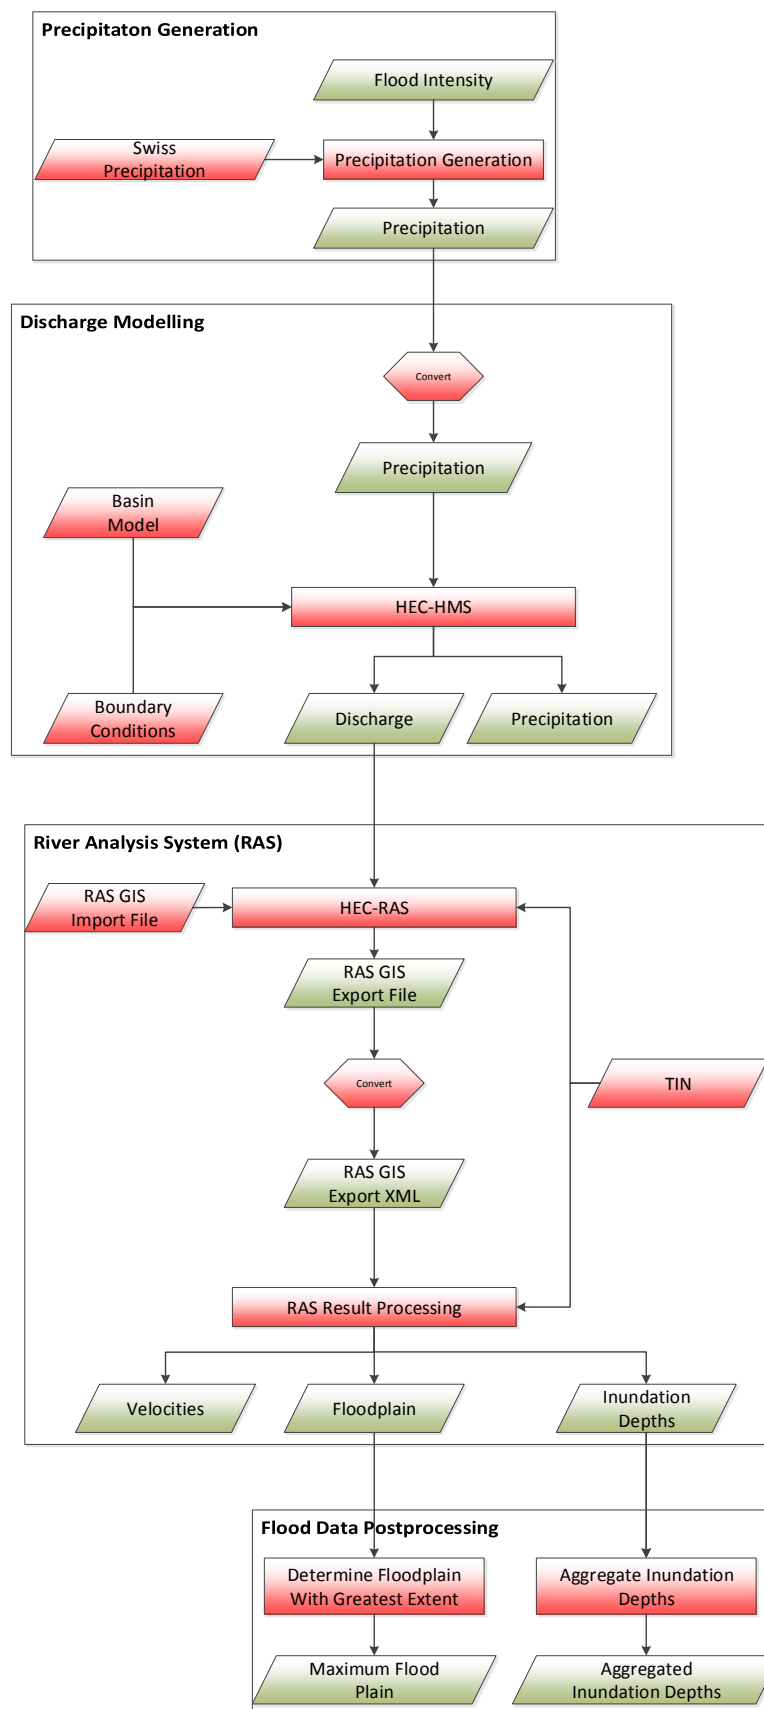 Precipitaton Generation
Flood Intensity
Swiss
Precipitation
Precipitation Generation
Precipitation
Discharge Modelling
Convert
Precipitation
Basin
Model
HEC-HMS
Boundary
Conditions
Discharge
Precipitation
River Analysis System (RAS)
RAS GIS
Import File
HEC-RAS
RAS GIS
Export File
Convert
TIN
RAS GIS
Export XML
RAS Result Processing
Velocities
Floodplain
Inundation
Depths
Flood Data Postprocessing
Determine Floodplain
With Greatest Extent
Aggregate Inundation
Depths
Maximum Flood
Plain
Aggregated
Inundation Depths